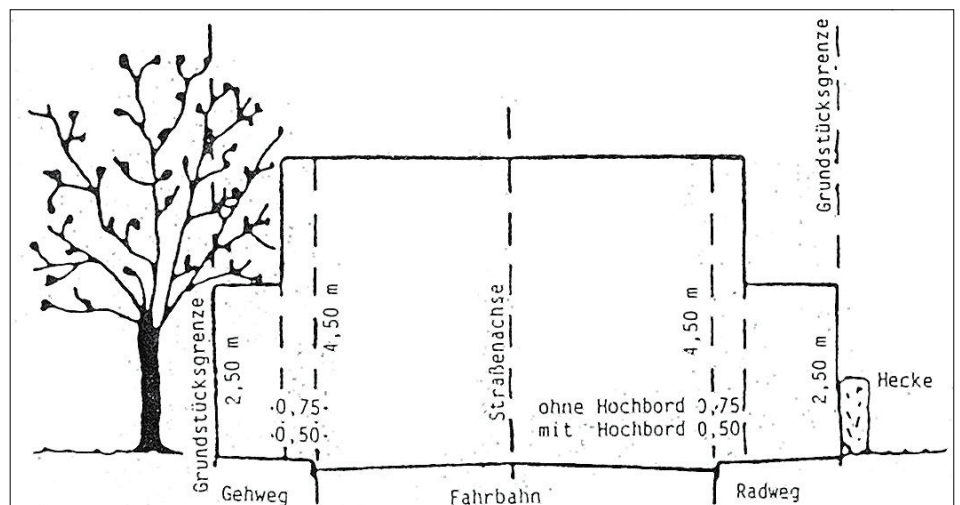 Grundstücksgrenze
Grundstücksgrenze
2,50 m
4,50 m
Straßenachse
4,50 m
2,50 m
Hecke
0,75
0,50
ohne Hochbord 0,75
mit Hochbord 0,50
Gehweg
Fahrbahn
Radweg